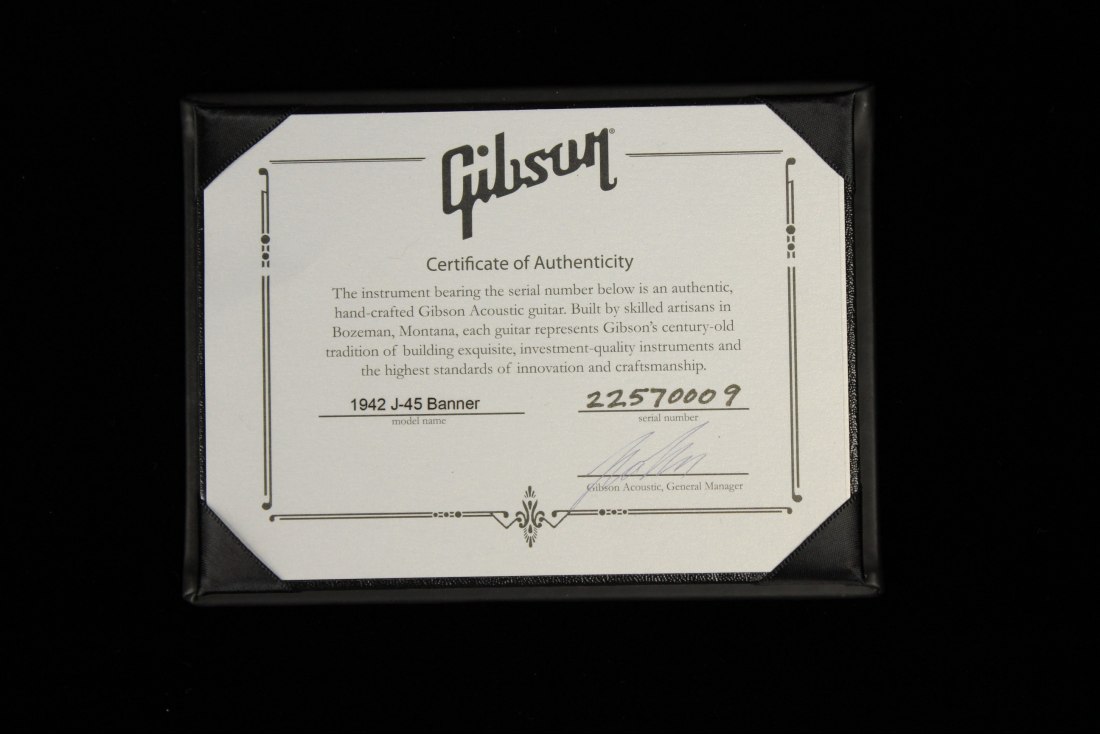 Gibson®
Certificate of Authenticity
The instrument bearing the serial number below is an authentic,
hand-crafted Gibson Acoustic guitar. Built by skilled artisans in
Bozeman, Montana, each guitar represents Gibson's century-old
tradition of building exquisite, investment-quality instruments and
the highest standards of innovation and craftsmanship.
1942 J-45 Banner
model name
22570009
serial number
Gibson Acoustic, General Manager